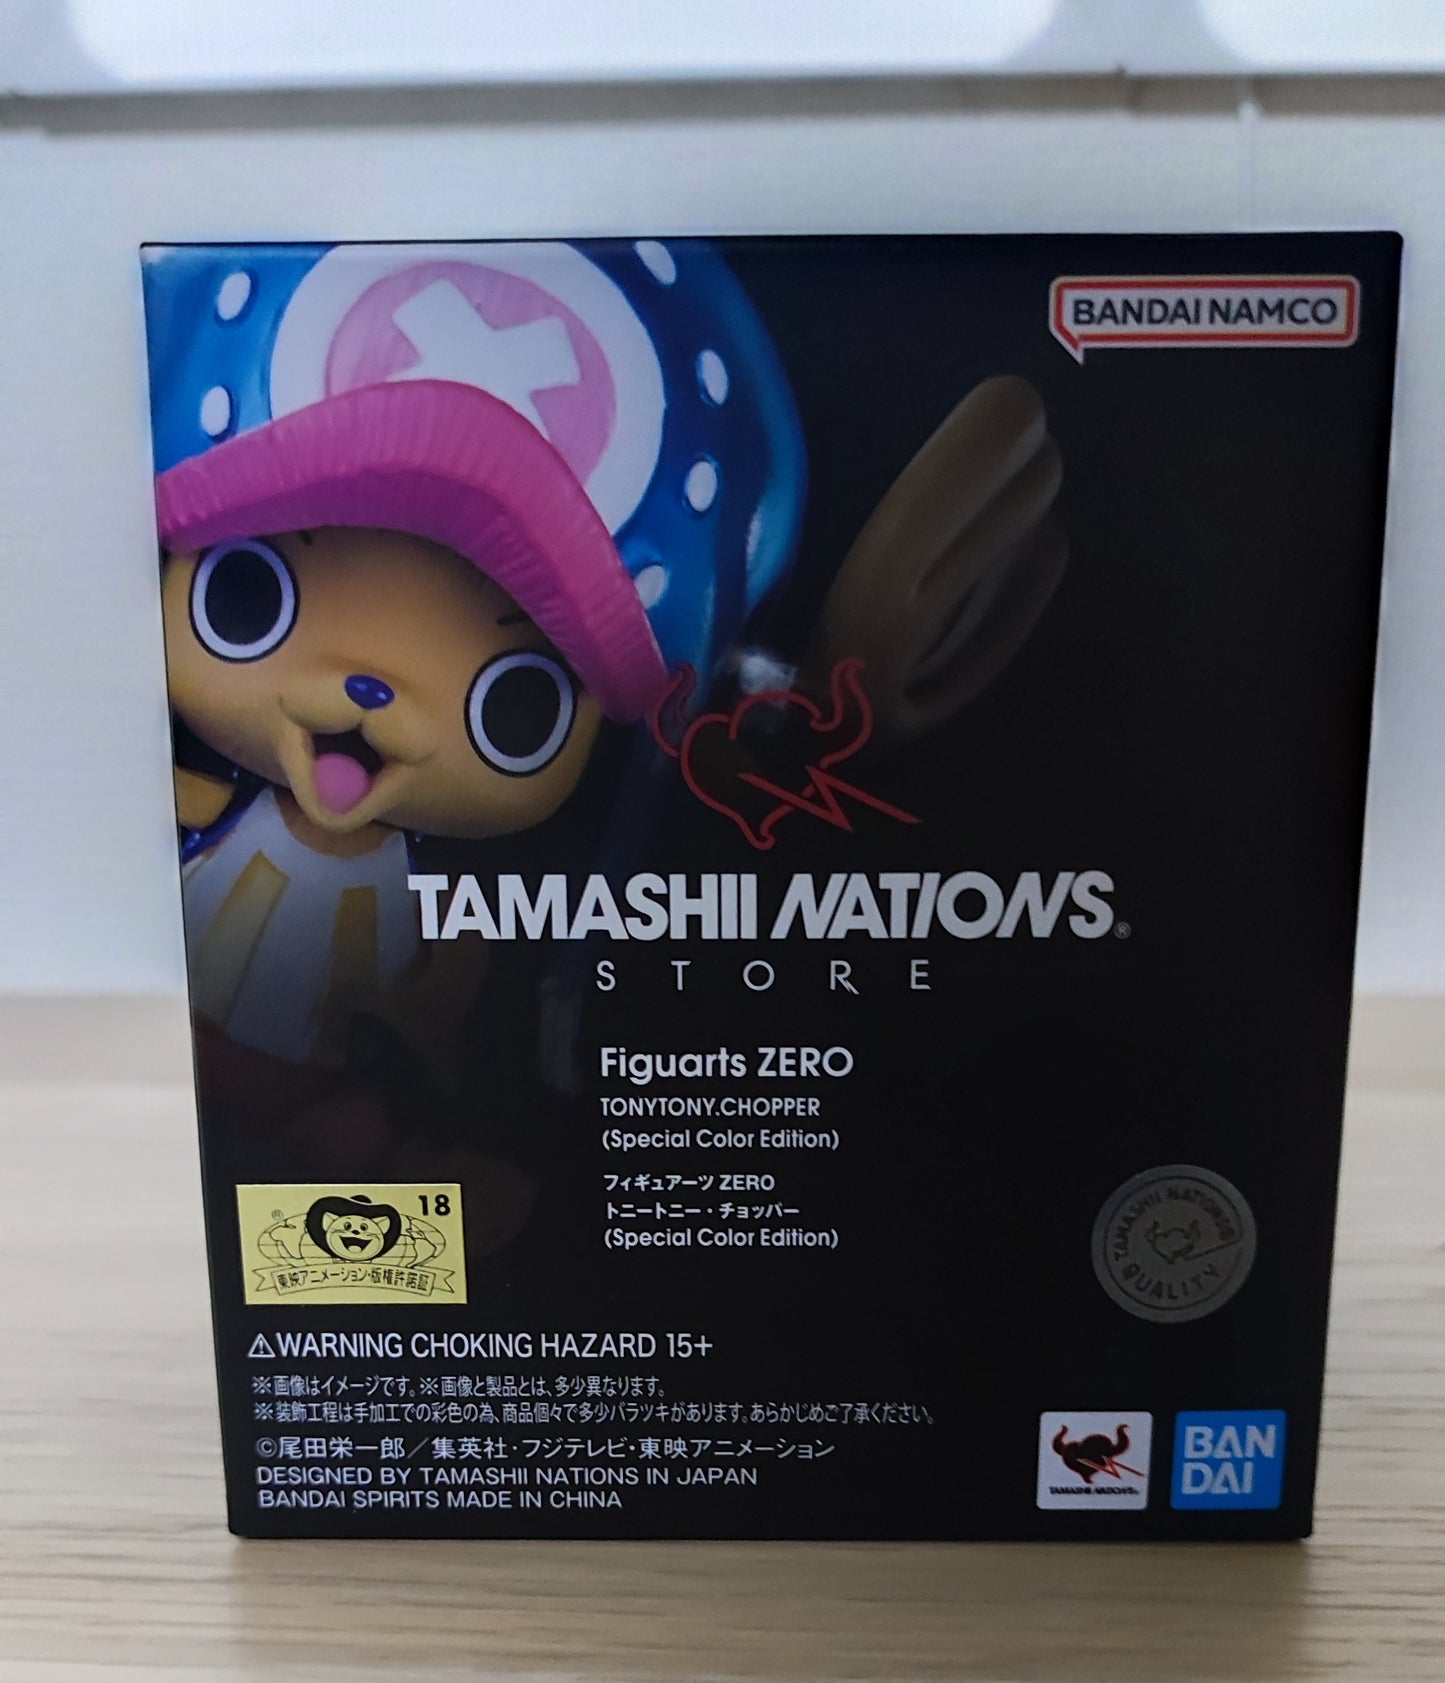 BANDAI NAMCO
TAMASHII NATIONS®
STORE
Figuarts ZERO
TONYTONY.CHOPPER
(Special Color Edition)
フィギュアーツ ZERO
トニートニー・チョッパー
(Special Color Edition)
® 18
東映アニメーション・版権許諾証
TAMASHII NATIONS
QUALITY
⚠WARNING CHOKING HAZARD 15+
※画像はイメージです。※画像と製品とは、多少異なります。
※装飾工程は手加工での彩色の為、商品個々で多少バラツキがあります。あらかじめご了承ください。
©尾田栄一郎／集英社・フジテレビ・東映アニメーション
DESIGNED BY TAMASHII NATIONS IN JAPAN
BANDAI SPIRITS MADE IN CHINA
TAMASHII NATIONS®
BAN
DAI